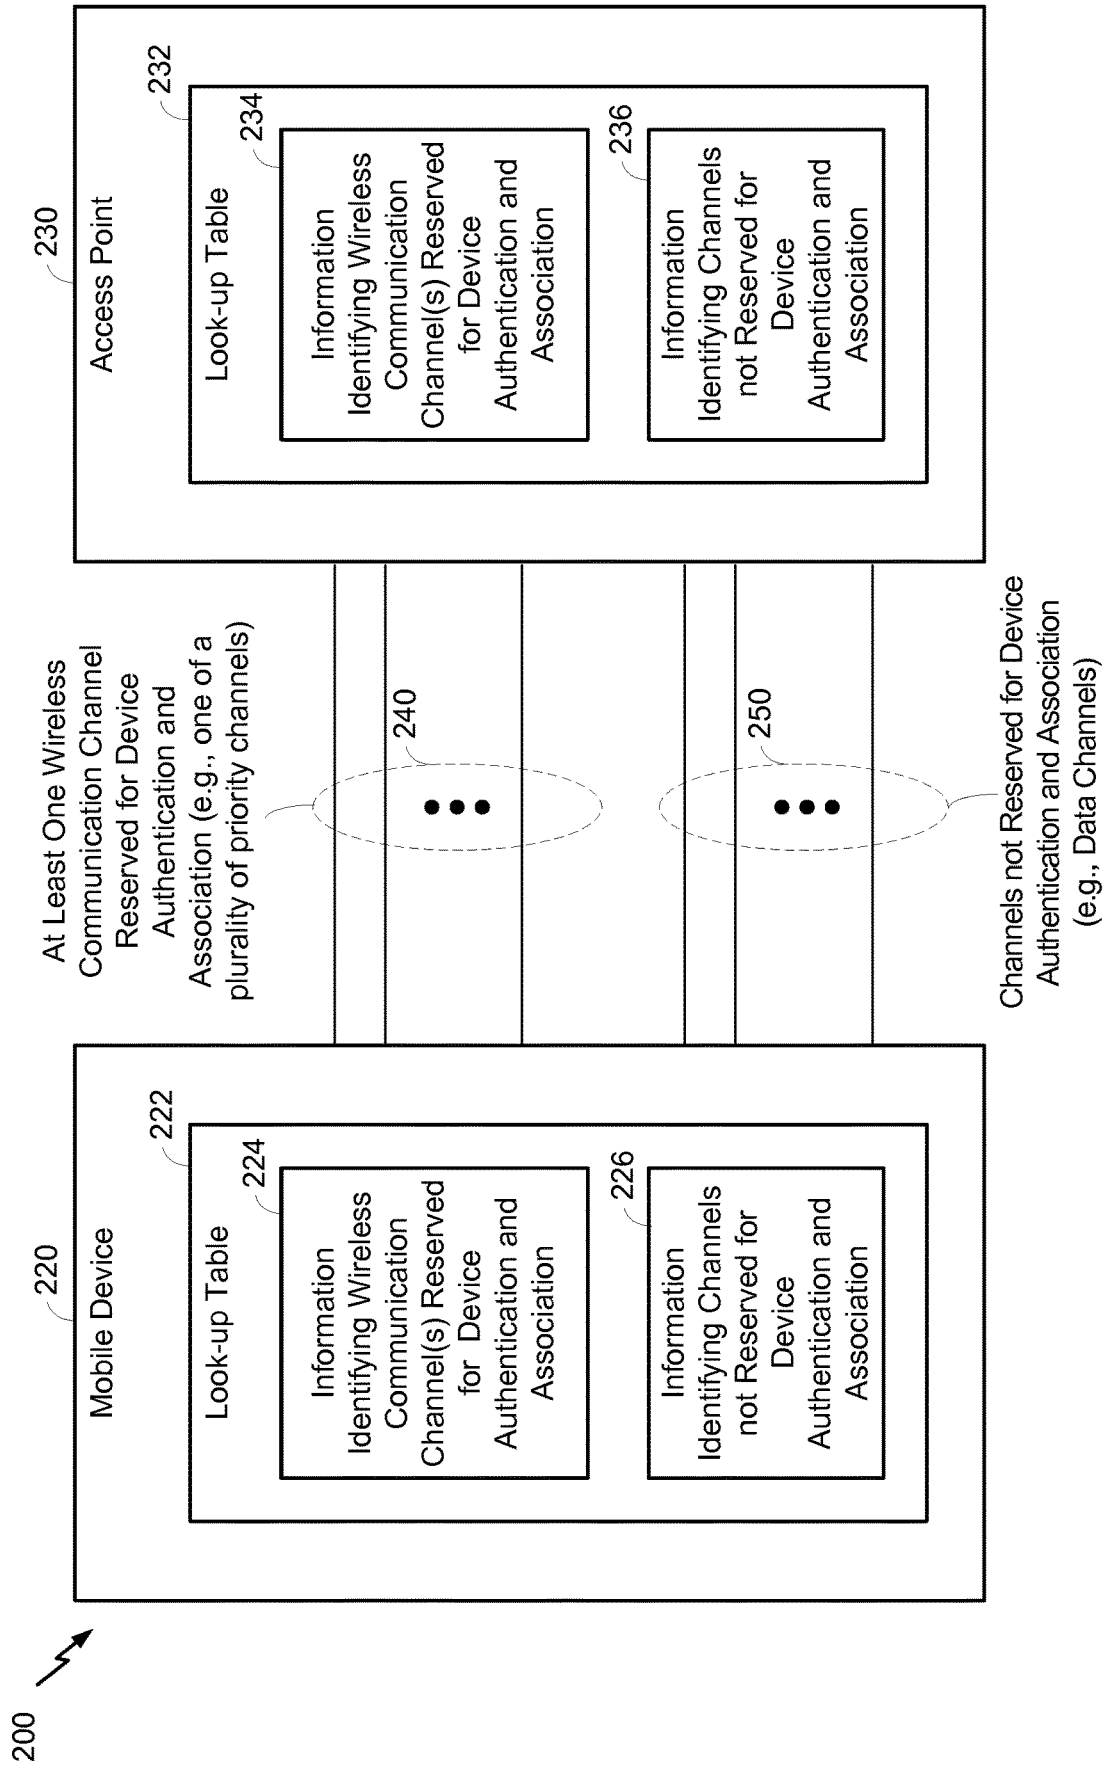 200
220
Mobile Device
222
Look-up Table
224
Information
Identifying Wireless
Communication
Channel(s) Reserved
for Device
Authentication and
Association
226
Information
Identifying Channels
not Reserved for
Device
Authentication and
Association
At Least One Wireless
Communication Channel
Reserved for Device
Authentication and
Association (e.g., one of a
plurality of priority channels)
240
250
Channels not Reserved for Device
Authentication and Association
(e.g., Data Channels)
230
Access Point
232
Look-up Table
234
Information
Identifying Wireless
Communication
Channel(s) Reserved
for Device
Authentication and
Association
236
Information
Identifying Channels
not Reserved for
Device
Authentication and
Association